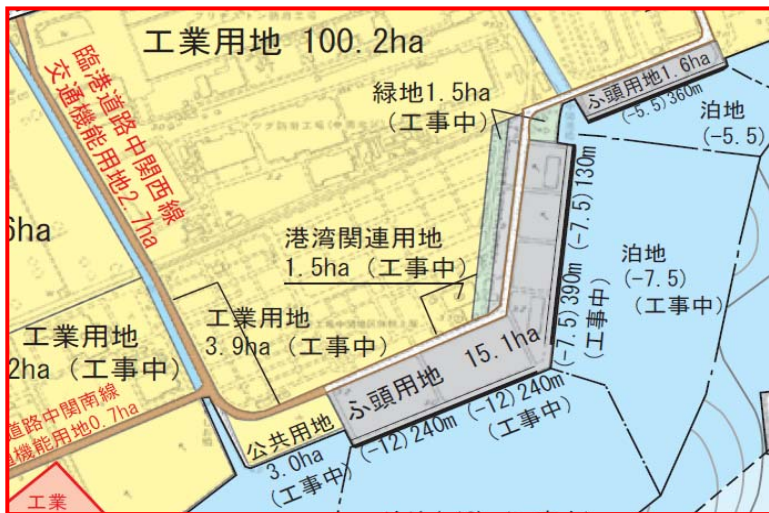 工業用地 100.2ha
ふ頭用地1.6ha
(-5.5)360m
泊地
(-5.5)
緑地1.5ha
(工事中)
臨港道路中関西線
交通機能用地2.7ha
6ha
港湾関連用地
1.5ha (工事中)
(-7.5)390m(-7.5)130m
(工事中)
泊地
(-7.5)
(工事中)
工業用地
3.9ha (工事中)
工業用地
2ha (工事中)
ふ頭用地 15.1ha
道路中関南線
機能用地0.7ha
公共用地
3.0ha
(工事中)
(-12)240m
(-12)240m
(工事中)
工業